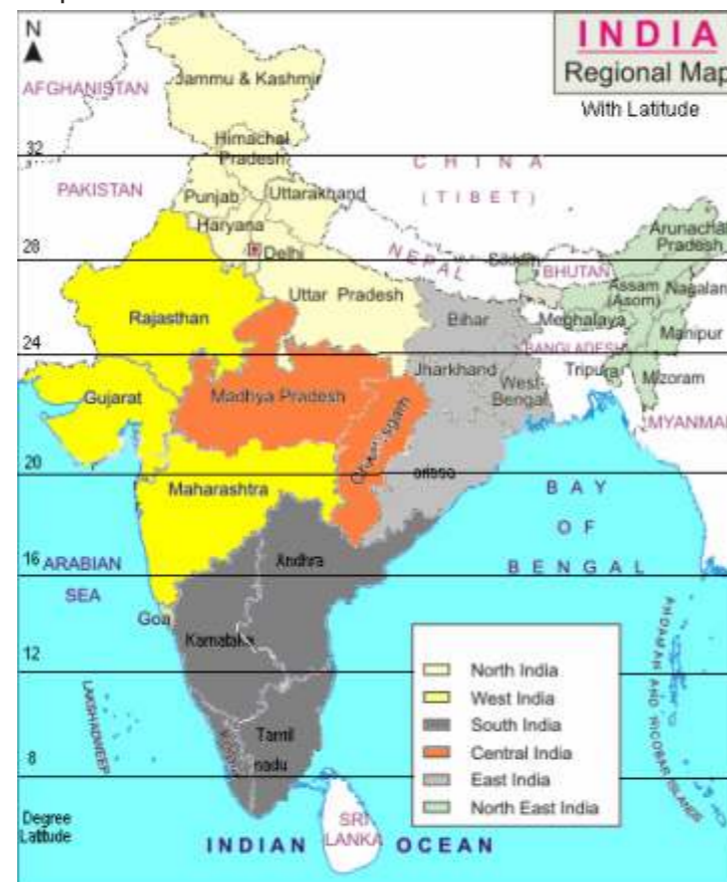 N
INDIA
Regional Map
With Latitude
AFGHANISTAN
Jammu & Kashmir
Himachal
Pradesh
32
CHINA
(TIBET)
PAKISTAN
Punjab
Uttarakhand
Haryana
Delhi
NEPAL
28
Sikkim
BHUTAN
Arunachal
Pradesh
Assam
(Asom)
Nagaland
Meghalaya
Manipur
Tripura
Mizoram
BANGLADESH
MYANMAR
Rajasthan
Uttar Pradesh
Bihar
24
Jharkhand
West
Bengal
Gujarat
Madhya Pradesh
orissa
20
Maharashtra
BAY
OF
BENGAL
16
ARABIAN
SEA
Andhra
Goa
Karnataka
12
LAKSHADWEEP
ANDAMAN AND NICOBAR ISLANDS
Tamil
nadu
8
North India
West India
South India
Central India
East India
North East India
Degree
Latitude
SRI
LANKA
INDIAN OCEAN